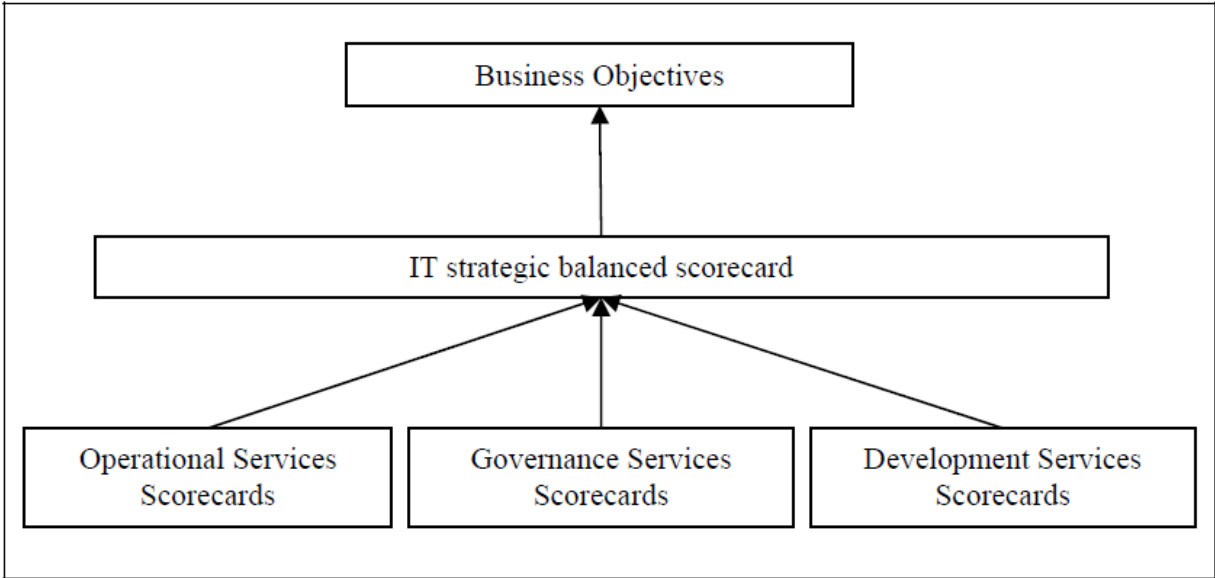 Business Objectives
IT strategic balanced scorecard
Operational Services
Scorecards
Governance Services
Scorecards
Development Services
Scorecards